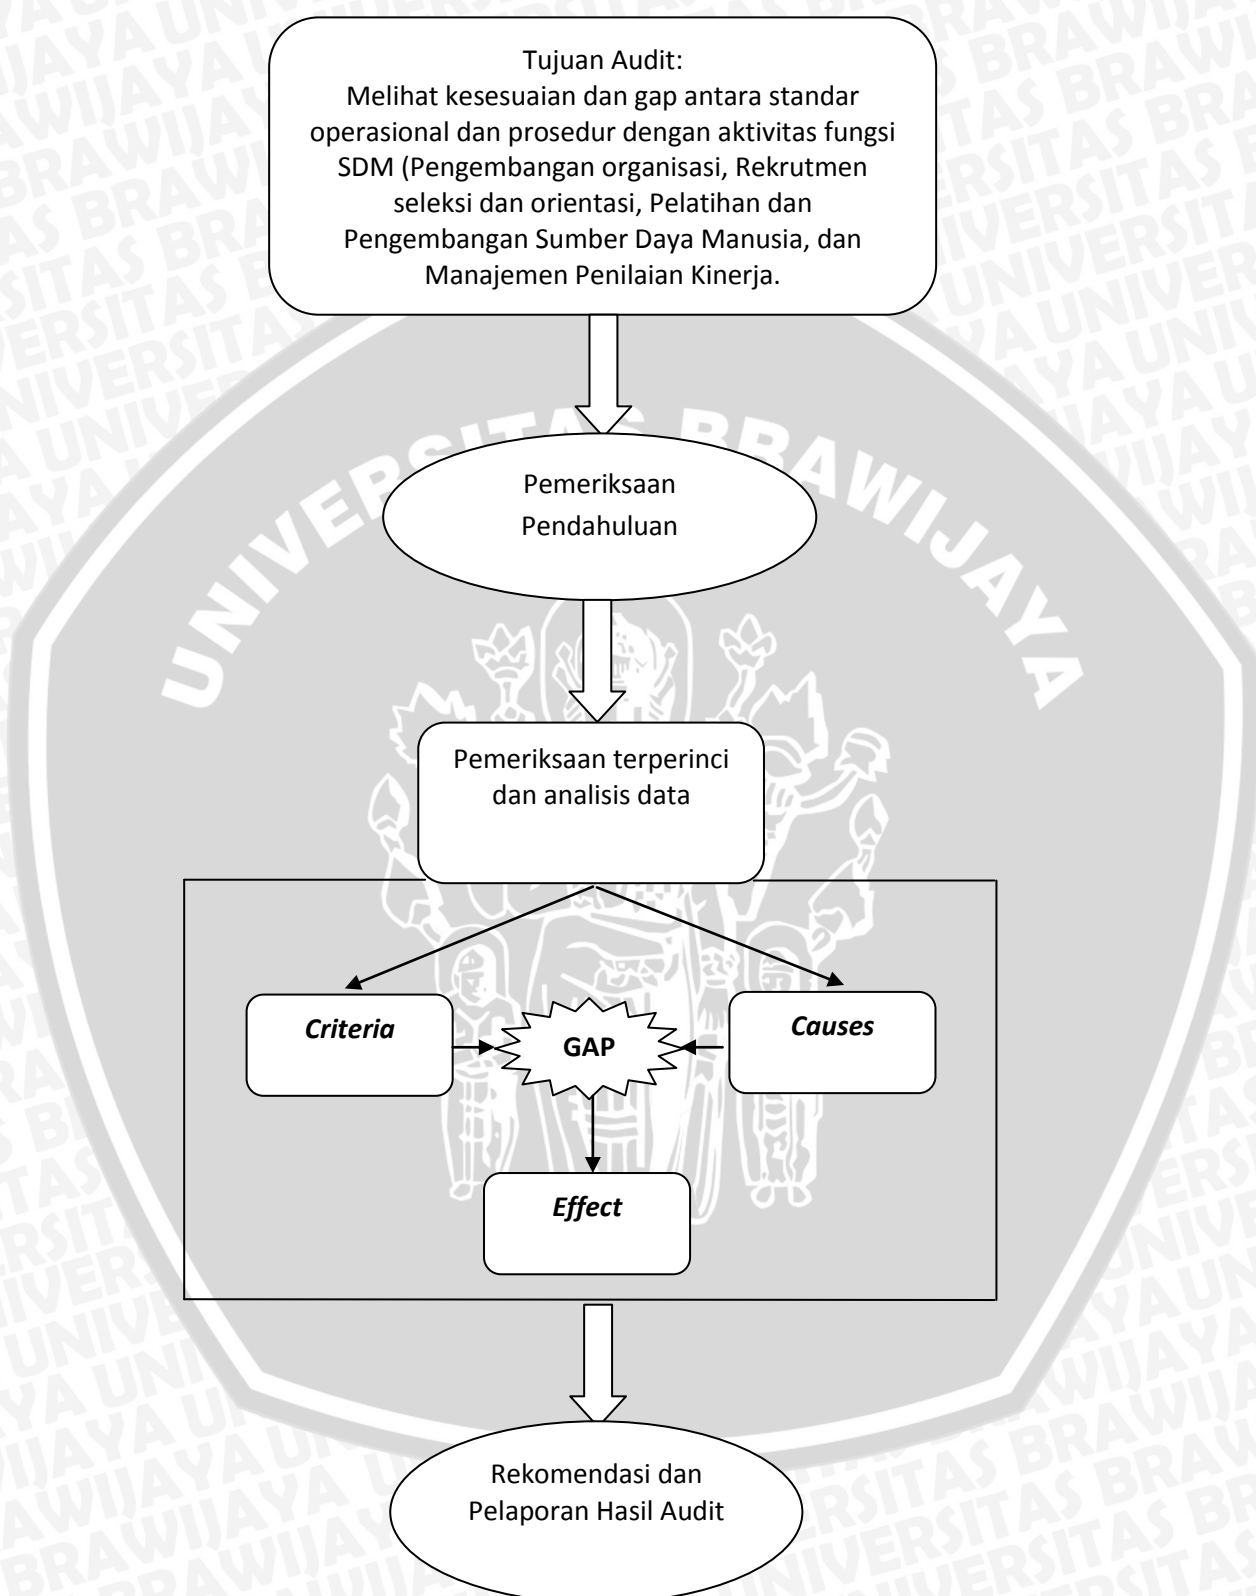 Tujuan Audit:
Melihat kesesuaian dan gap antara standar
operasional dan prosedur dengan aktivitas fungsi
SDM (Pengembangan organisasi, Rekrutmen
seleksi dan orientasi, Pelatihan dan
Pengembangan Sumber Daya Manusia, dan
Manajemen Penilaian Kinerja.
UNIVERSITAS BRAWIJAYA
Pemeriksaan
Pendahuluan
Pemeriksaan terperinci
dan analisis data
Criteria
GAP
Causes
Effect
Rekomendasi dan
Pelaporan Hasil Audit